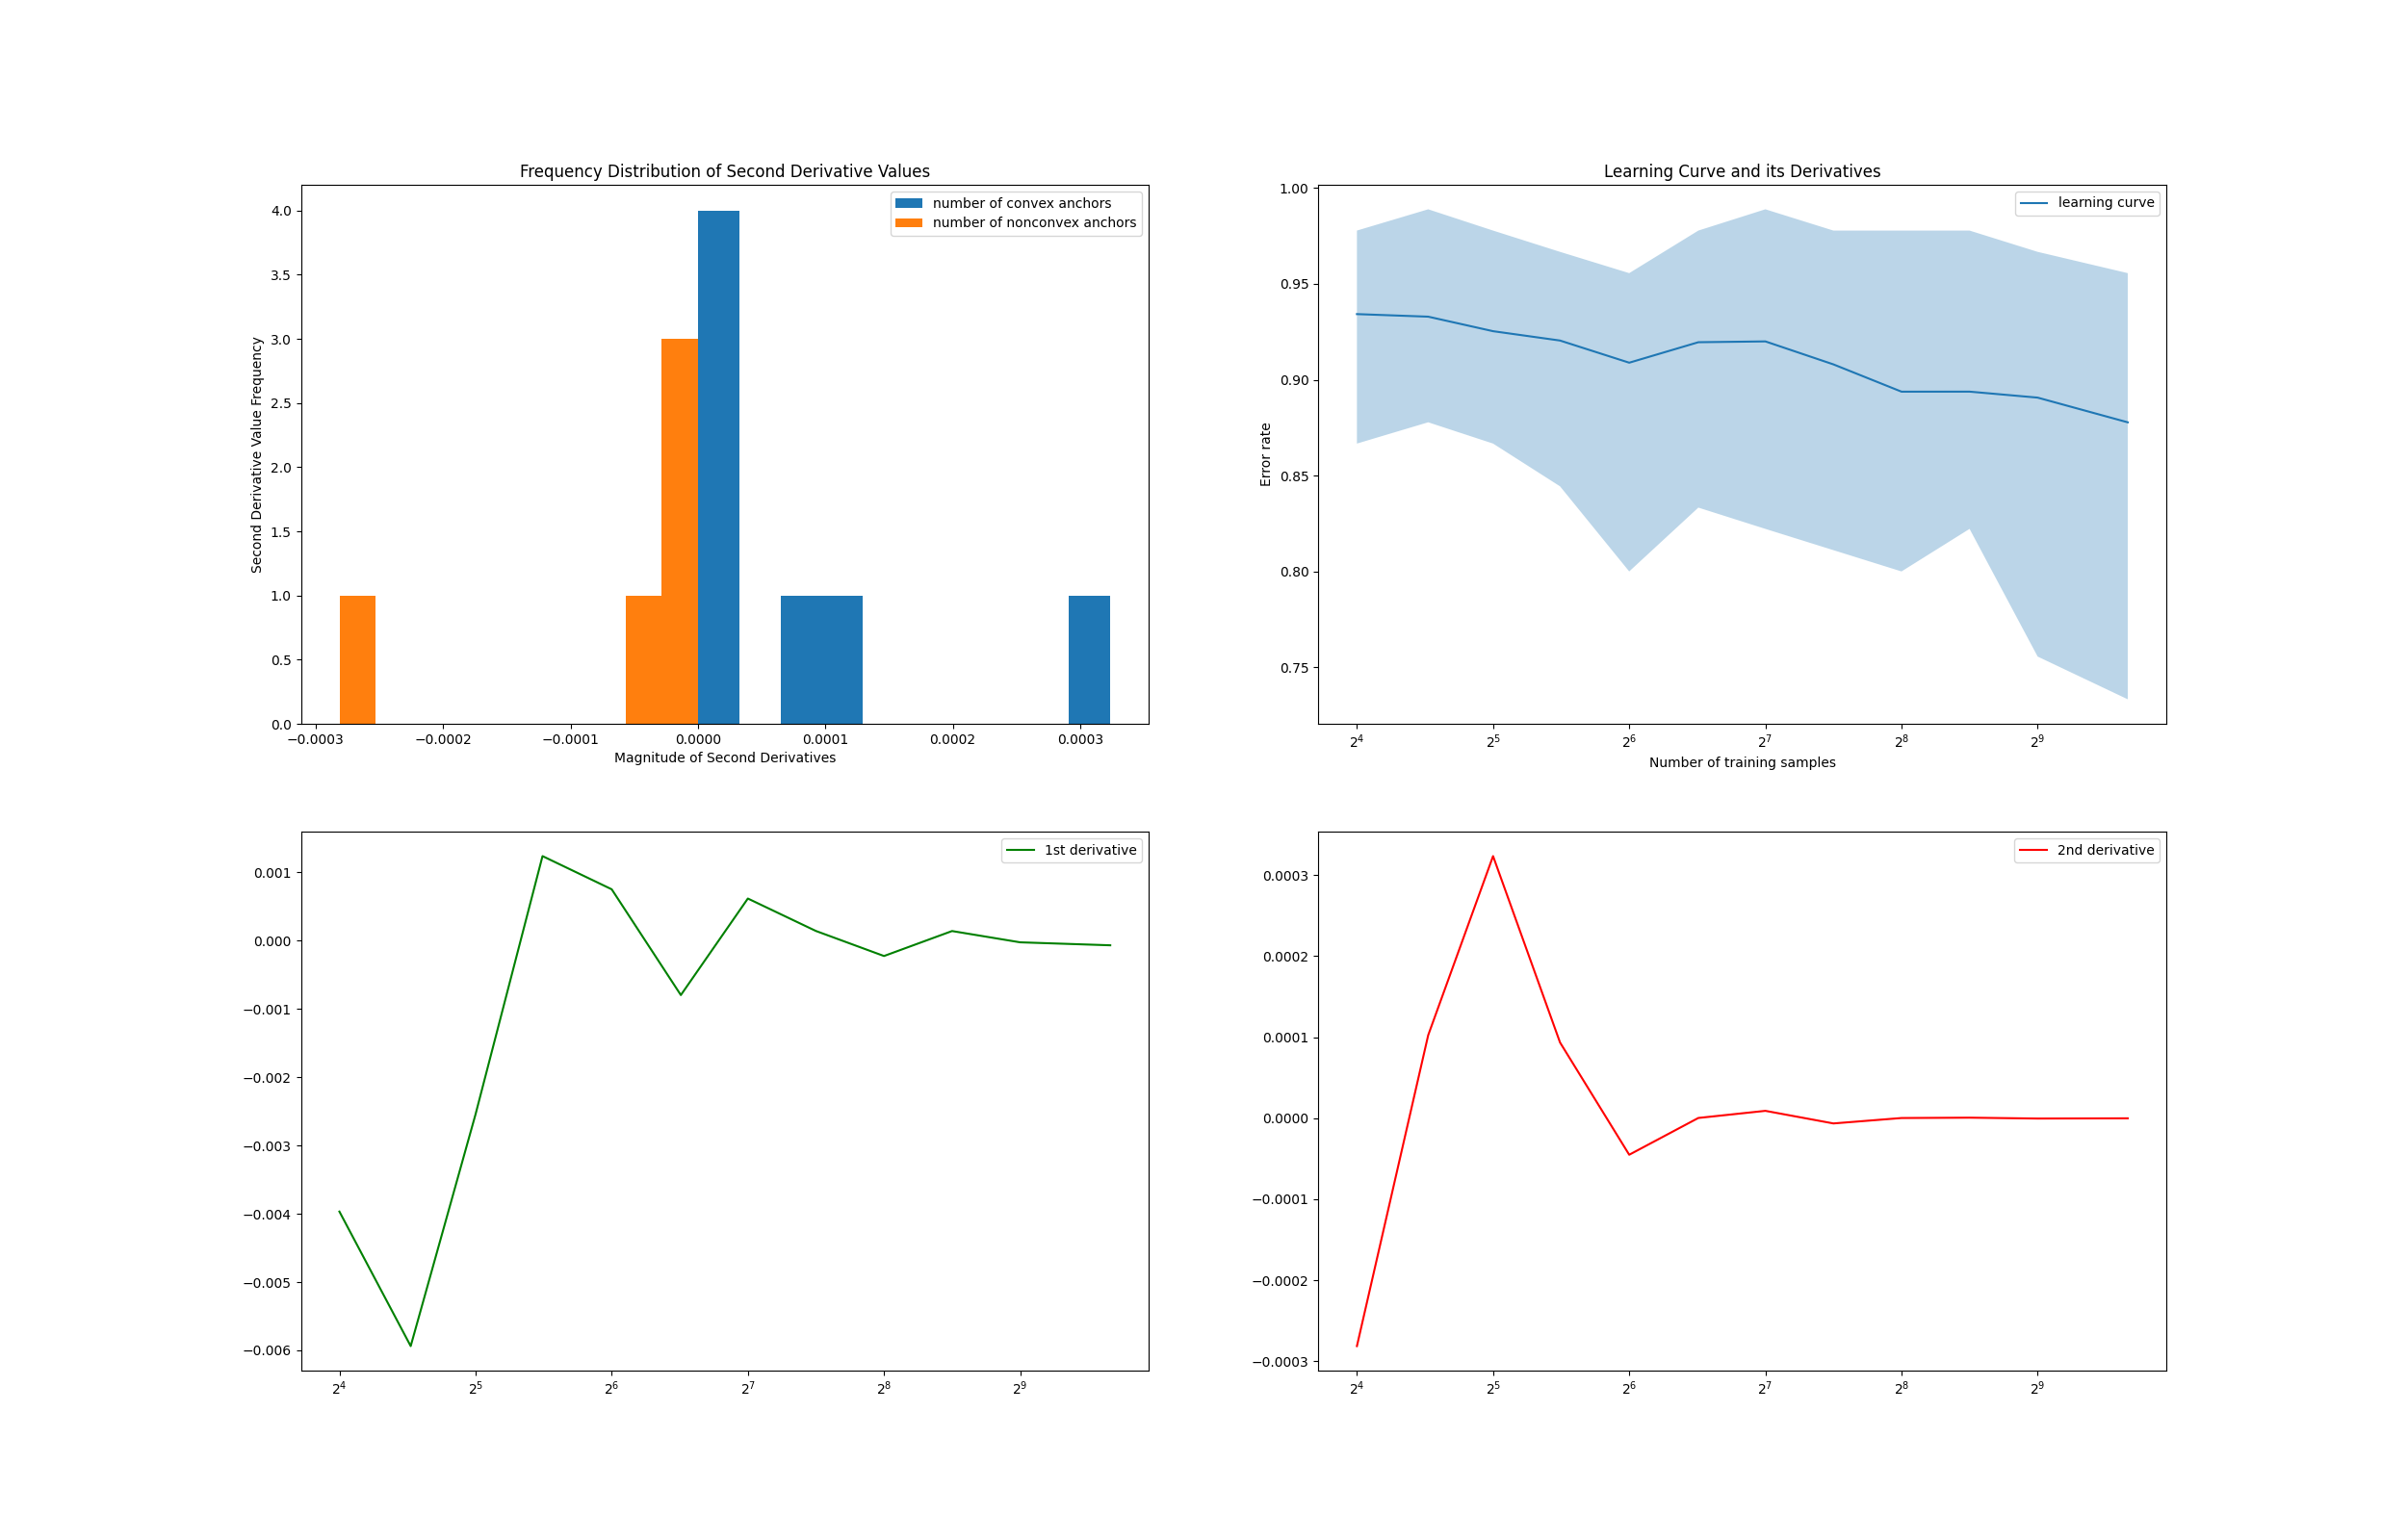 Frequency Distribution of Second Derivative Values
number of convex anchors
number of nonconvex anchors
4.0
3.5
3.0
2.5
2.0
1.5
1.0
0.5
0.0
Second Derivative Value Frequency
−0.0003 −0.0002 −0.0001 0.0000 0.0001 0.0002 0.0003
Magnitude of Second Derivatives
Learning Curve and its Derivatives
learning curve
1.00
0.95
0.90
0.85
0.80
0.75
Error rate
2⁴ 2⁵ 2⁶ 2⁷ 2⁸ 2⁹
Number of training samples
1st derivative
0.001
0.000
−0.001
−0.002
−0.003
−0.004
−0.005
−0.006
2⁴ 2⁵ 2⁶ 2⁷ 2⁸ 2⁹
2nd derivative
0.0003
0.0002
0.0001
0.0000
−0.0001
−0.0002
−0.0003
2⁴ 2⁵ 2⁶ 2⁷ 2⁸ 2⁹